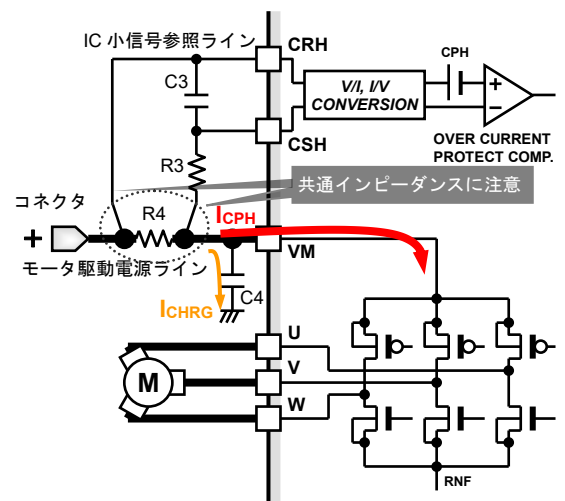 IC 小信号参照ライン
CRH
CPH
C3
V/I, I/V
CONVERSION
CSH
OVER CURRENT
PROTECT COMP.
R3
共通インピーダンスに注意
コネクタ
R4
ICPH
+
VM
モータ駆動電源ライン
ICHRG
C4
U
V
W
M
RNF